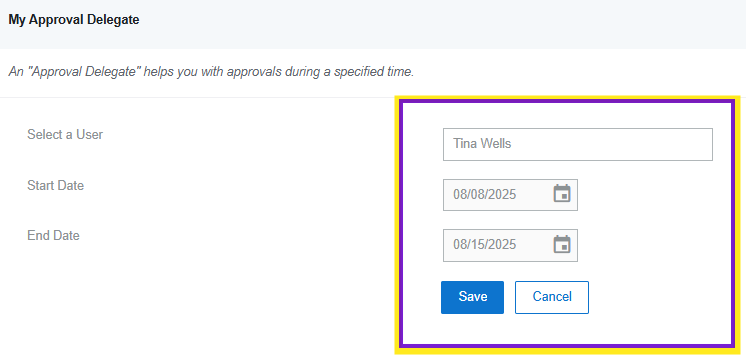 My Approval Delegate
An "Approval Delegate" helps you with approvals during a specified time.
Select a User
Tina Wells
Start Date
08/08/2025
End Date
08/15/2025
Save Cancel